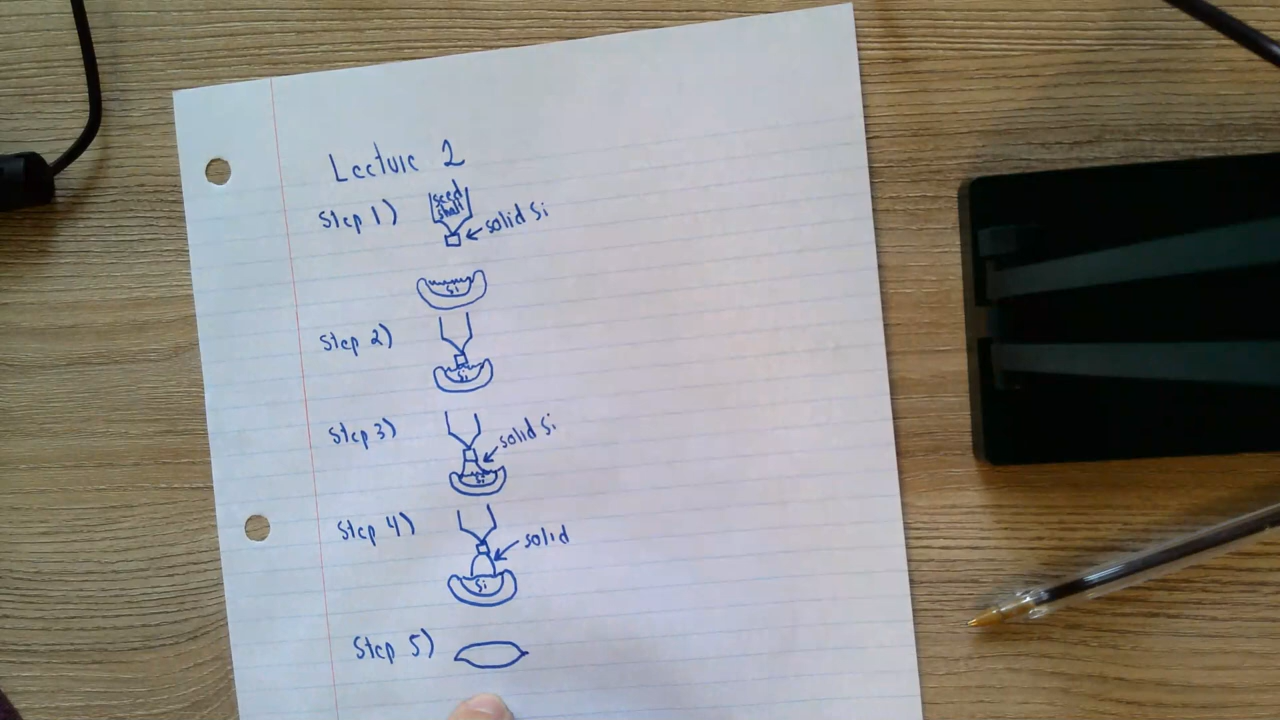 Lecture 2
Step 1)
seed
shaft
solid Si
Si
Step 2)
Si
Step 3)
solid Si
Si
Step 4)
solid
Si
Step 5)